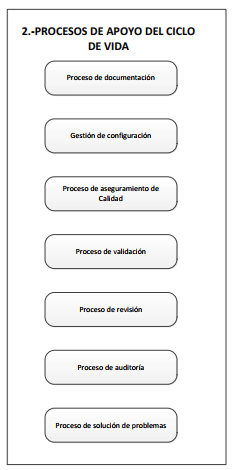 2.-PROCESOS DE APOYO DEL CICLO
DE VIDA
Proceso de documentación
Gestión de configuración
Proceso de aseguramiento de
Calidad
Proceso de validación
Proceso de revisión
Proceso de auditoría
Proceso de solución de problemas